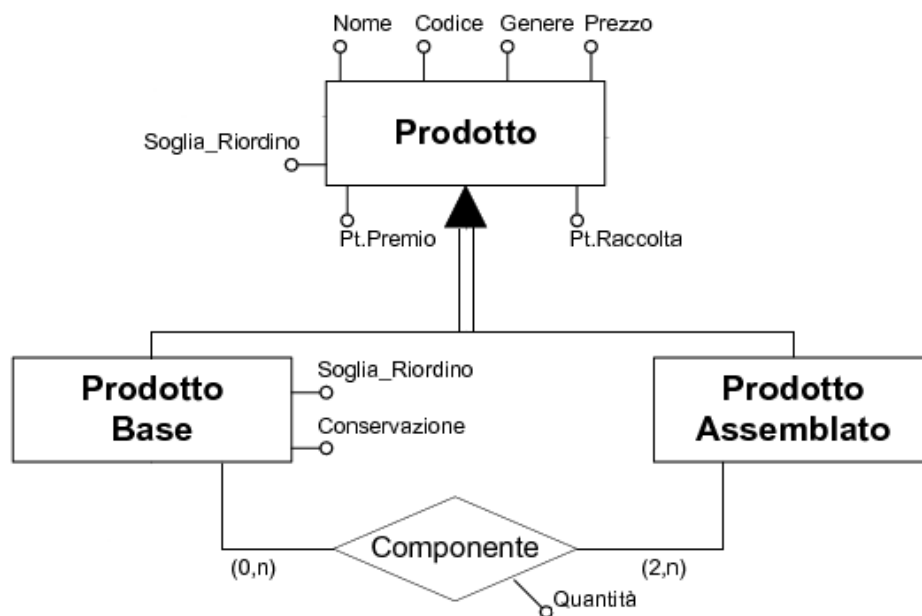 Nome Codice Genere Prezzo
Prodotto
Soglia_Riordino
Pt.Premio Pt.Raccolta
Prodotto
Base
Soglia_Riordino
Conservazione
Prodotto
Assemblato
Componente
(0,n) (2,n)
Quantità